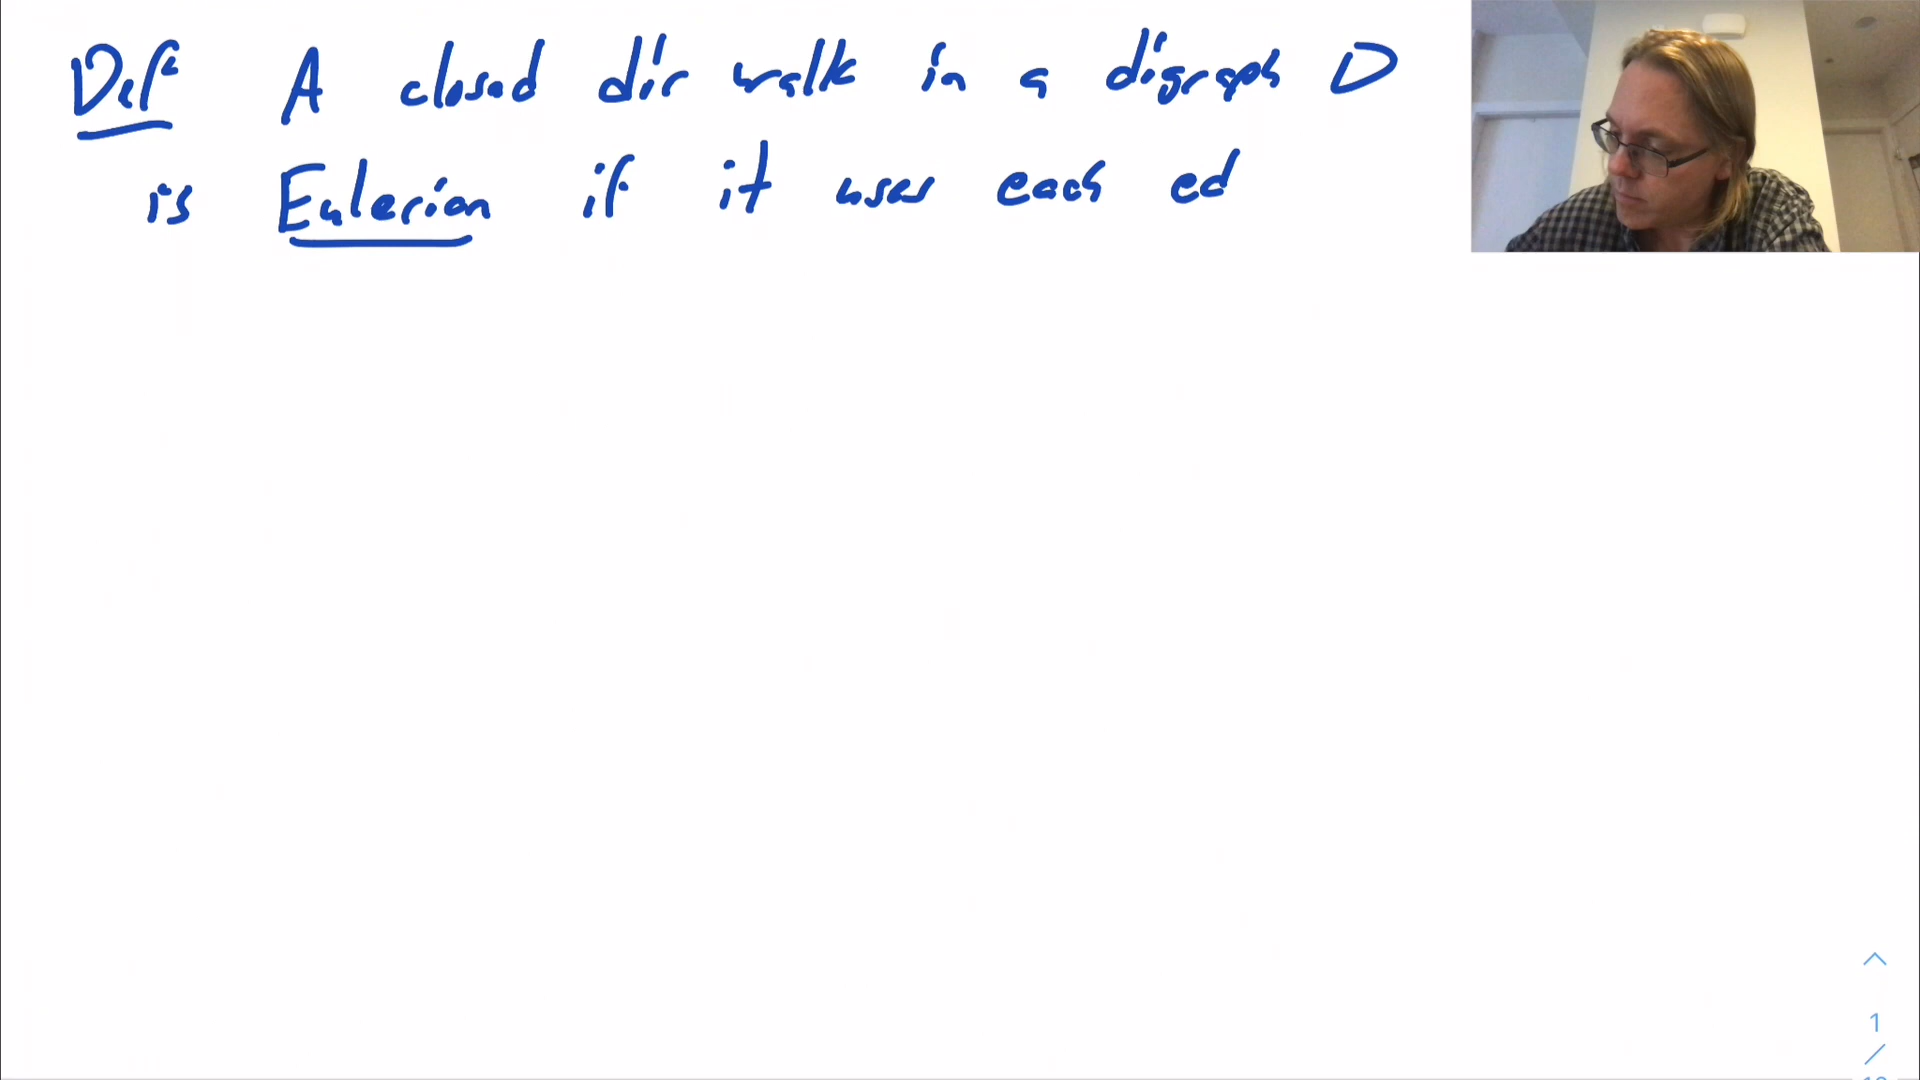 Def A closed dir walk in a digraph D
is Eulerian if it uses each ed
1
/